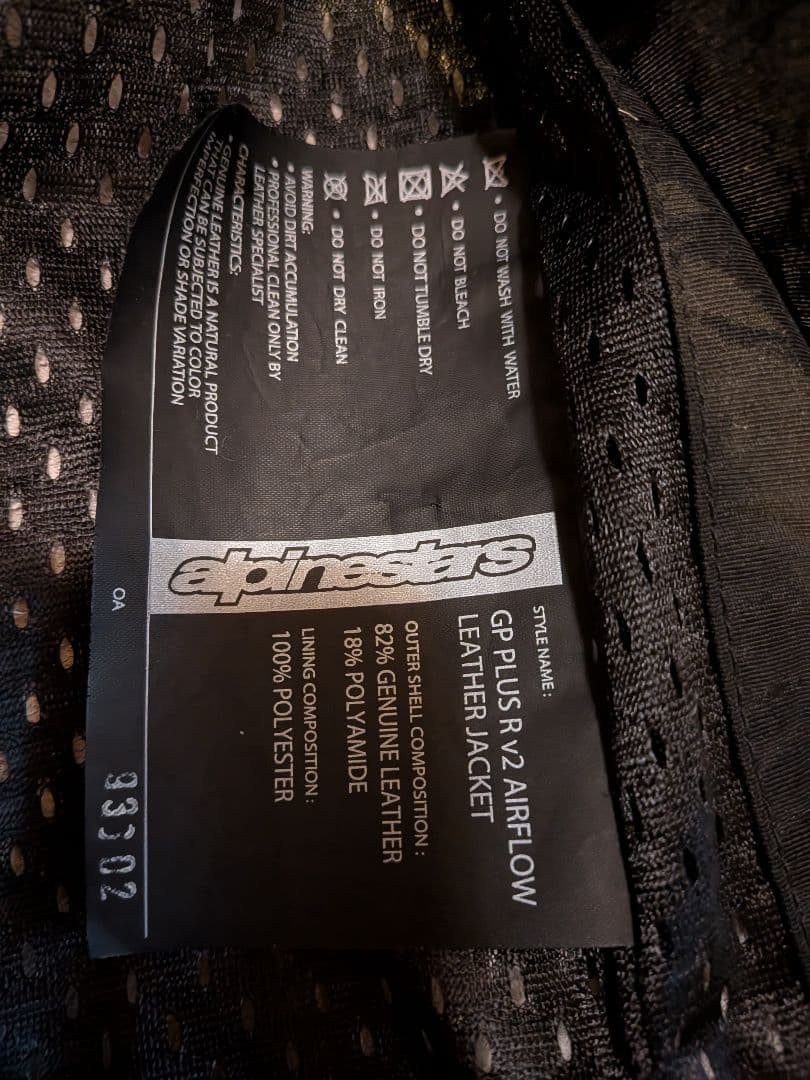 • DO NOT WASH WITH WATER
• DO NOT BLEACH
• DO NOT TUMBLE DRY
• DO NOT IRON
• DO NOT DRY CLEAN
WARNING:
• AVOID DIRT ACCUMULATION
• PROFESSIONAL CLEAN ONLY BY
LEATHER SPECIALIST
CHARACTERISTICS:
• GENUINE LEATHER IS A NATURAL PRODUCT
THAT CAN BE SUBJECTED TO COLOR
IMPERFECTION OR SHADE VARIATION
alpinestars
STYLE NAME :
GP PLUS R v2 AIRFLOW
LEATHER JACKET
OUTER SHELL COMPOSITION :
82% GENUINE LEATHER
18% POLYAMIDE
LINING COMPOSITION :
100% POLYESTER
OA